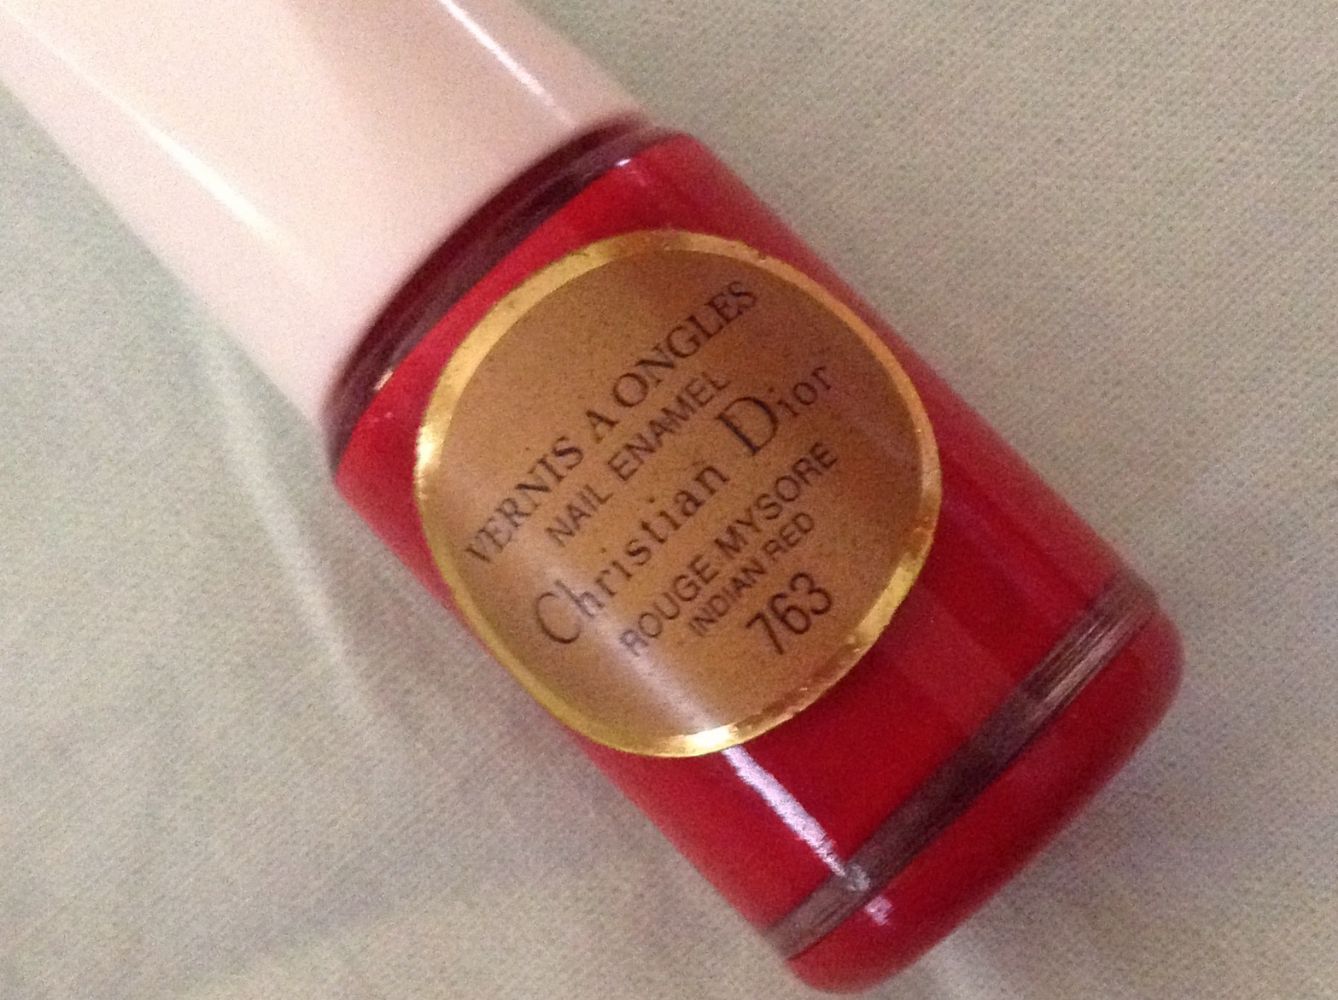 VERNIS A ONGLES
NAIL ENAMEL
Christian Dior
ROUGE MYSORE
INDIAN RED
763